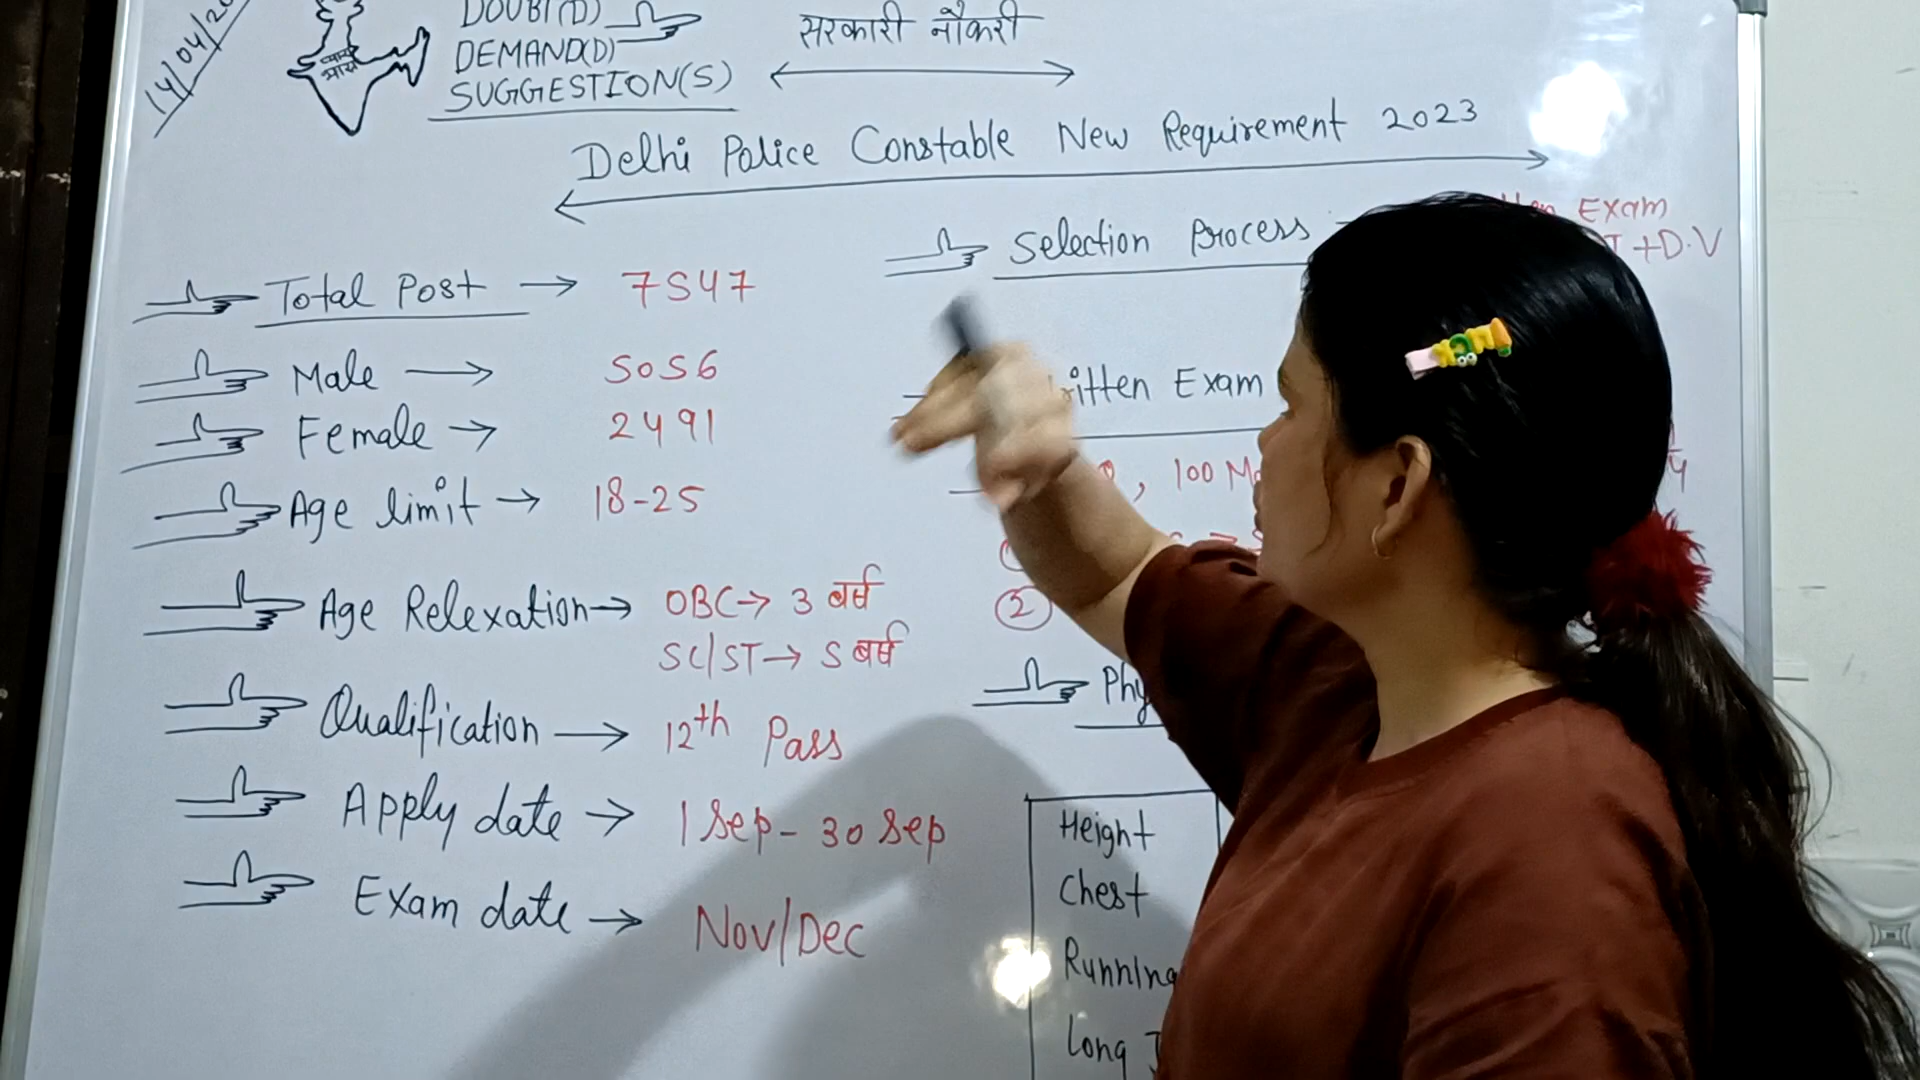 14/04/20
DOUBT(D)
DEMAND(D)
SUGGESTION(S)
सरकारी नौकरी
Delhi Police Constable New Requirement 2023
Total Post → 7547
Male → 5056
Female → 2491
Age limit → 18-25
Age Relexation → OBC → 3 वर्ष
SC/ST → 5 वर्ष
Qualification → 12th Pass
Apply date → 1 Sep - 30 Sep
Exam date → Nov/Dec
Selection Process
Exam
+D.V
Exam
, 100
2
Height
Chest
Running
Long